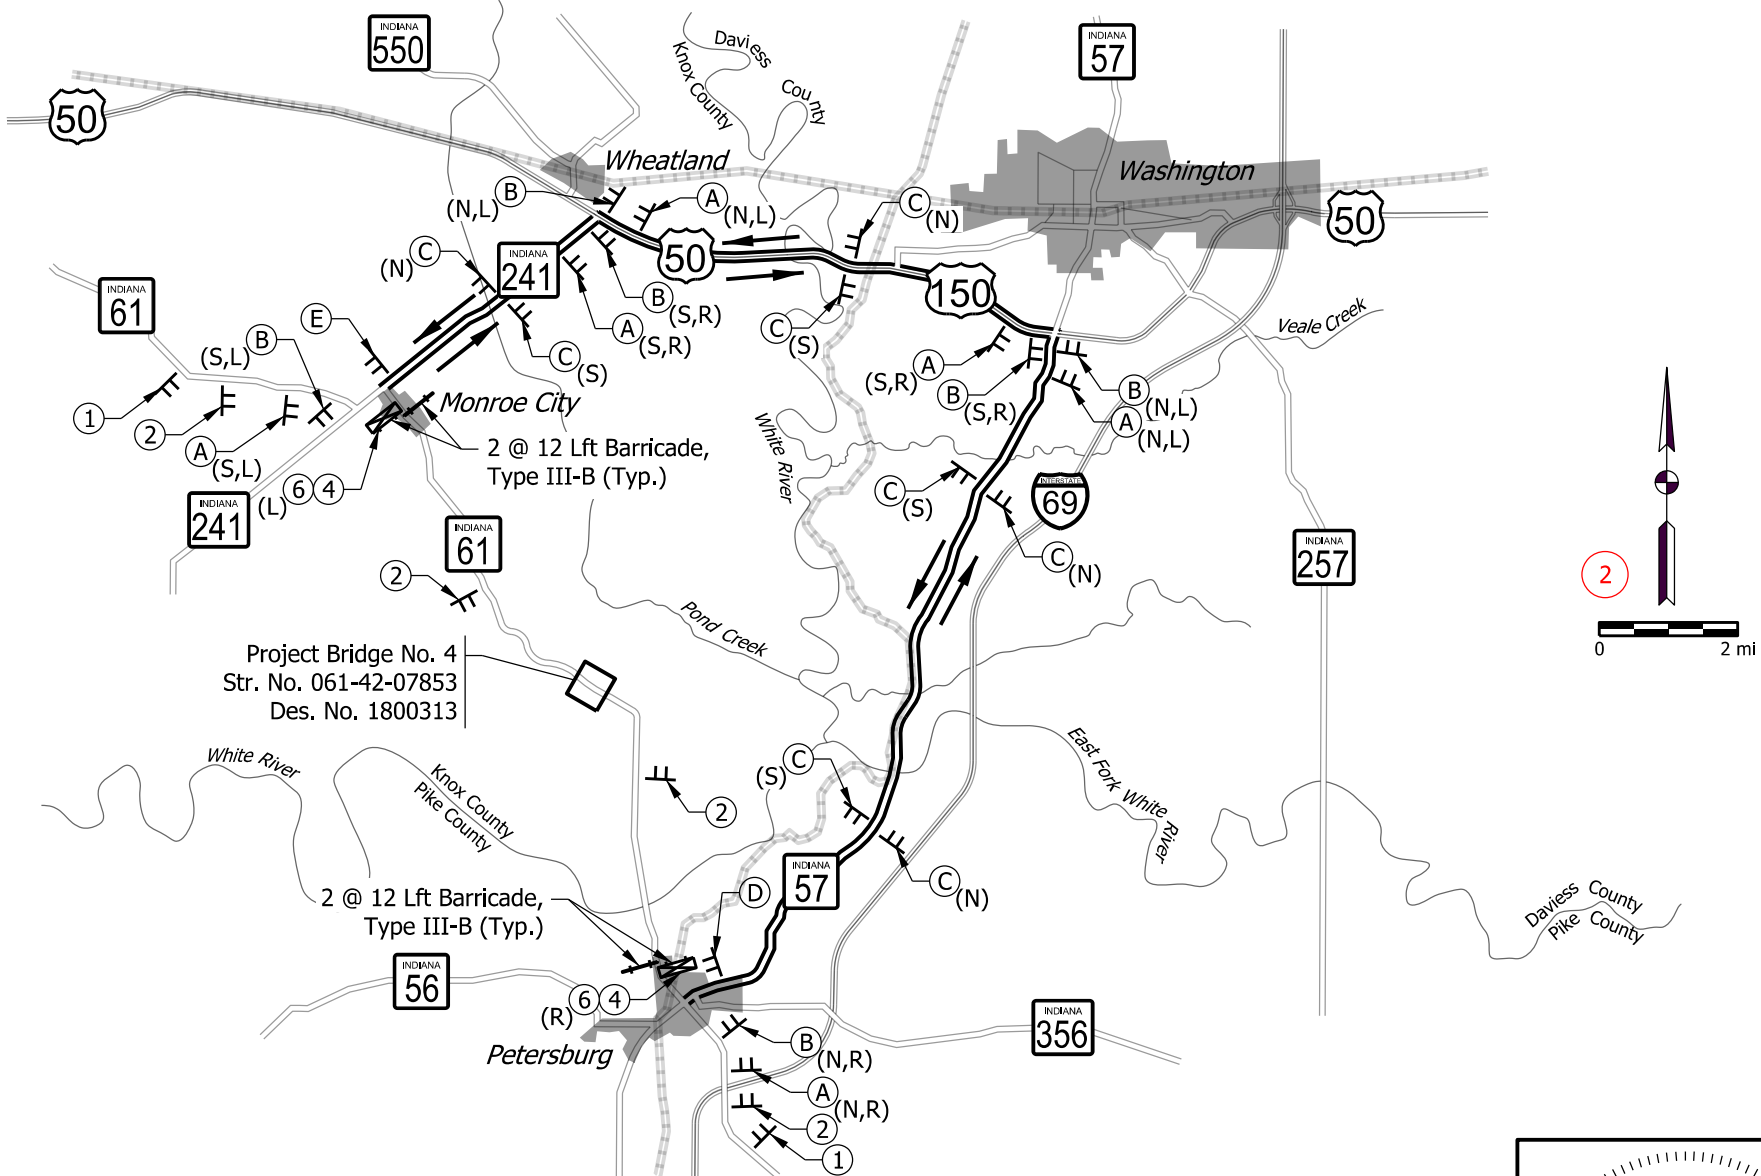 INDIANA
550
Daviess
Knox County
County
INDIANA
57
50
Wheatland
Washington
B
(N,L)
A
(N,L)
C
(N)
50
C
(N)
INDIANA
241
50
150
INDIANA
61
E
B
(S,R)
A
(S,R)
C
(S)
C
(S)
Veale Creek
B
(S,L)
1
2
A
(S,L)
Monroe City
A
(S,R)
B
(S,R)
B
(N,L)
A
(N,L)
2 @ 12 Lft Barricade,
Type III-B (Typ.)
White River
6
4
(L)
INDIANA
241
INDIANA
61
C
(S)
INTERSTATE
69
C
(N)
INDIANA
257
2
2
0
2 mi
Pond Creek
Project Bridge No. 4
Str. No. 061-42-07853
Des. No. 1800313
White River
Knox County
Pike County
2
C
(S)
East Fork White River
INDIANA
57
C
(N)
D
2 @ 12 Lft Barricade,
Type III-B (Typ.)
Daviess County
Pike County
INDIANA
56
6
4
(R)
INDIANA
356
Petersburg
B
(N,R)
A
(N,R)
2
1